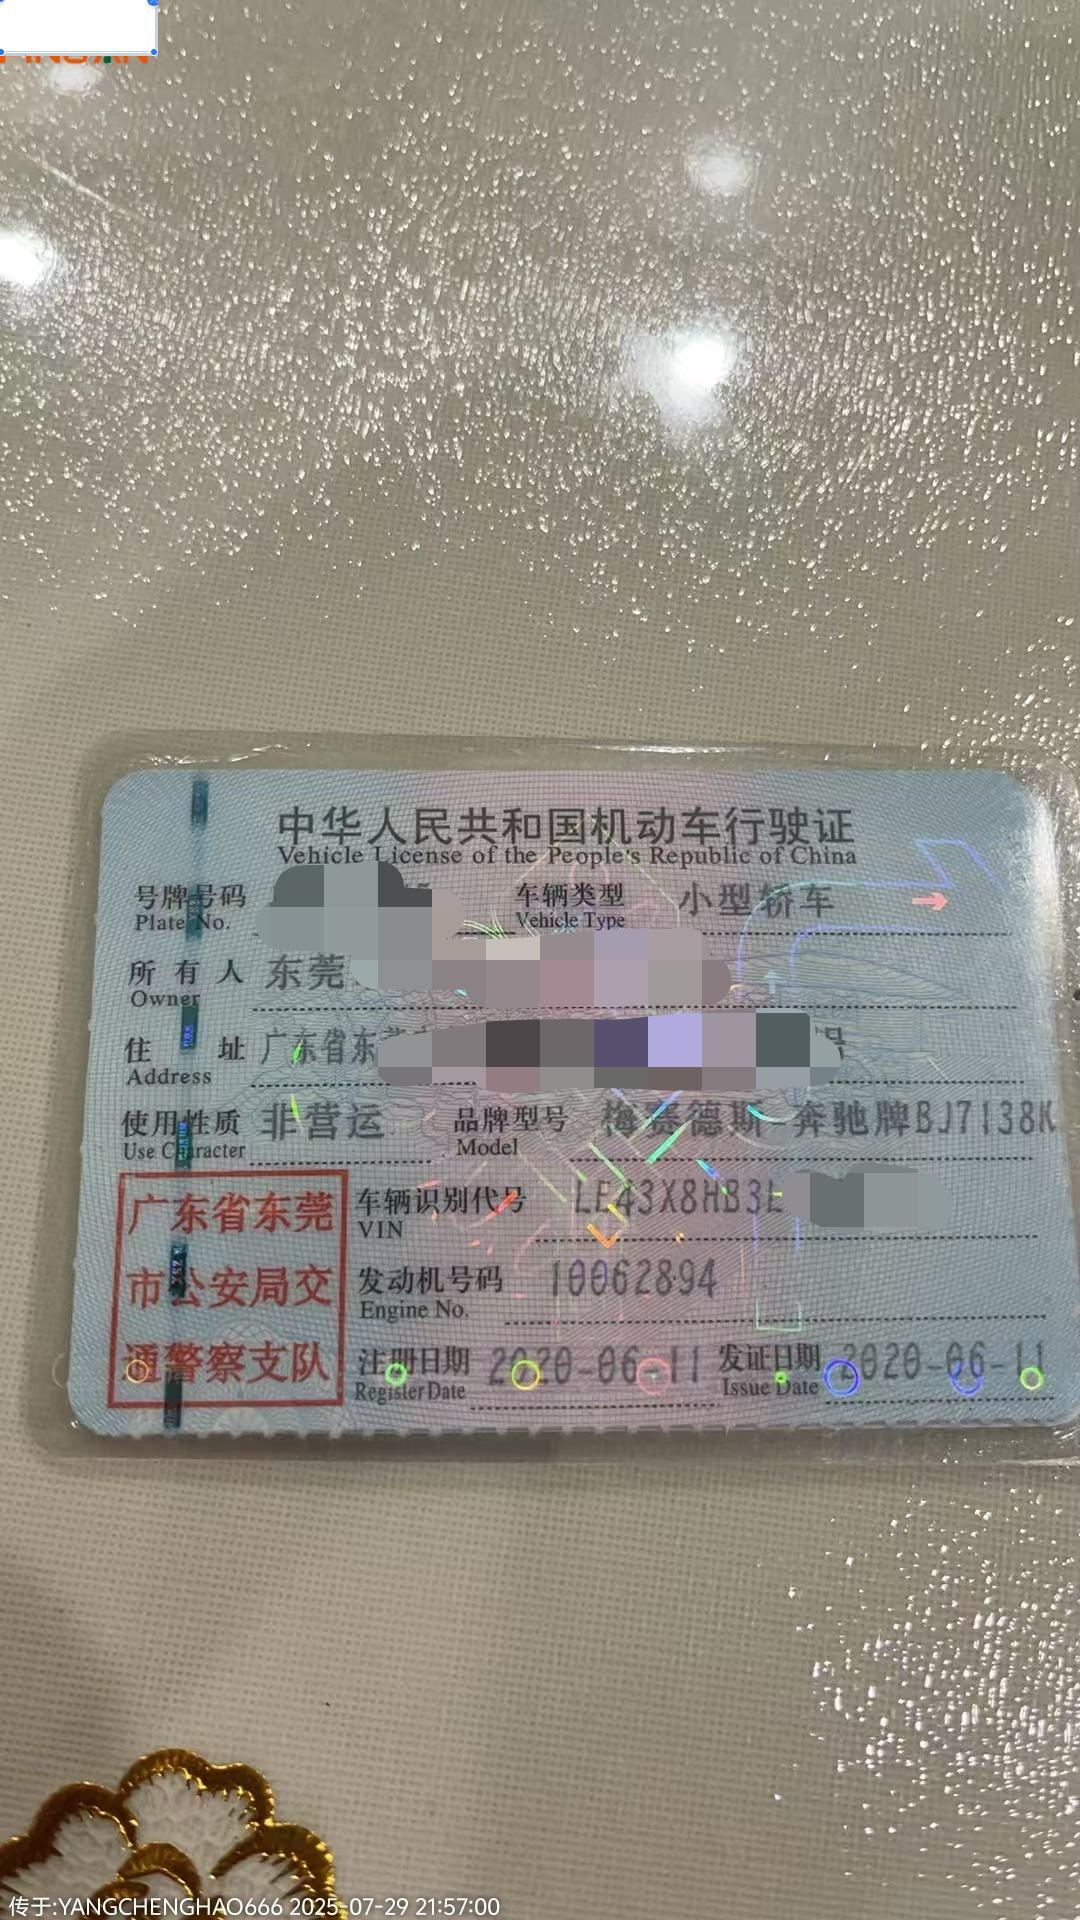 中华人民共和国机动车行驶证
Vehicle License of the People's Republic of China
号牌号码 车辆类型 小型轿车
Plate No. Vehicle Type
所有人 东莞
Owner
住址 广东省东 号
Address
使用性质 非营运 品牌型号 梅赛德斯-奔驰牌BJ7138K
Use Character Model
广东省东莞
市公安局交
通警察支队
车辆识别代号 LE43X8HB3L
VIN
发动机号码 10062894
Engine No.
注册日期 2020-06-11 发证日期 2020-06-11
Register Date Issue Date
传于:YANGCHENGHAO666 2025-07-29 21:57:00